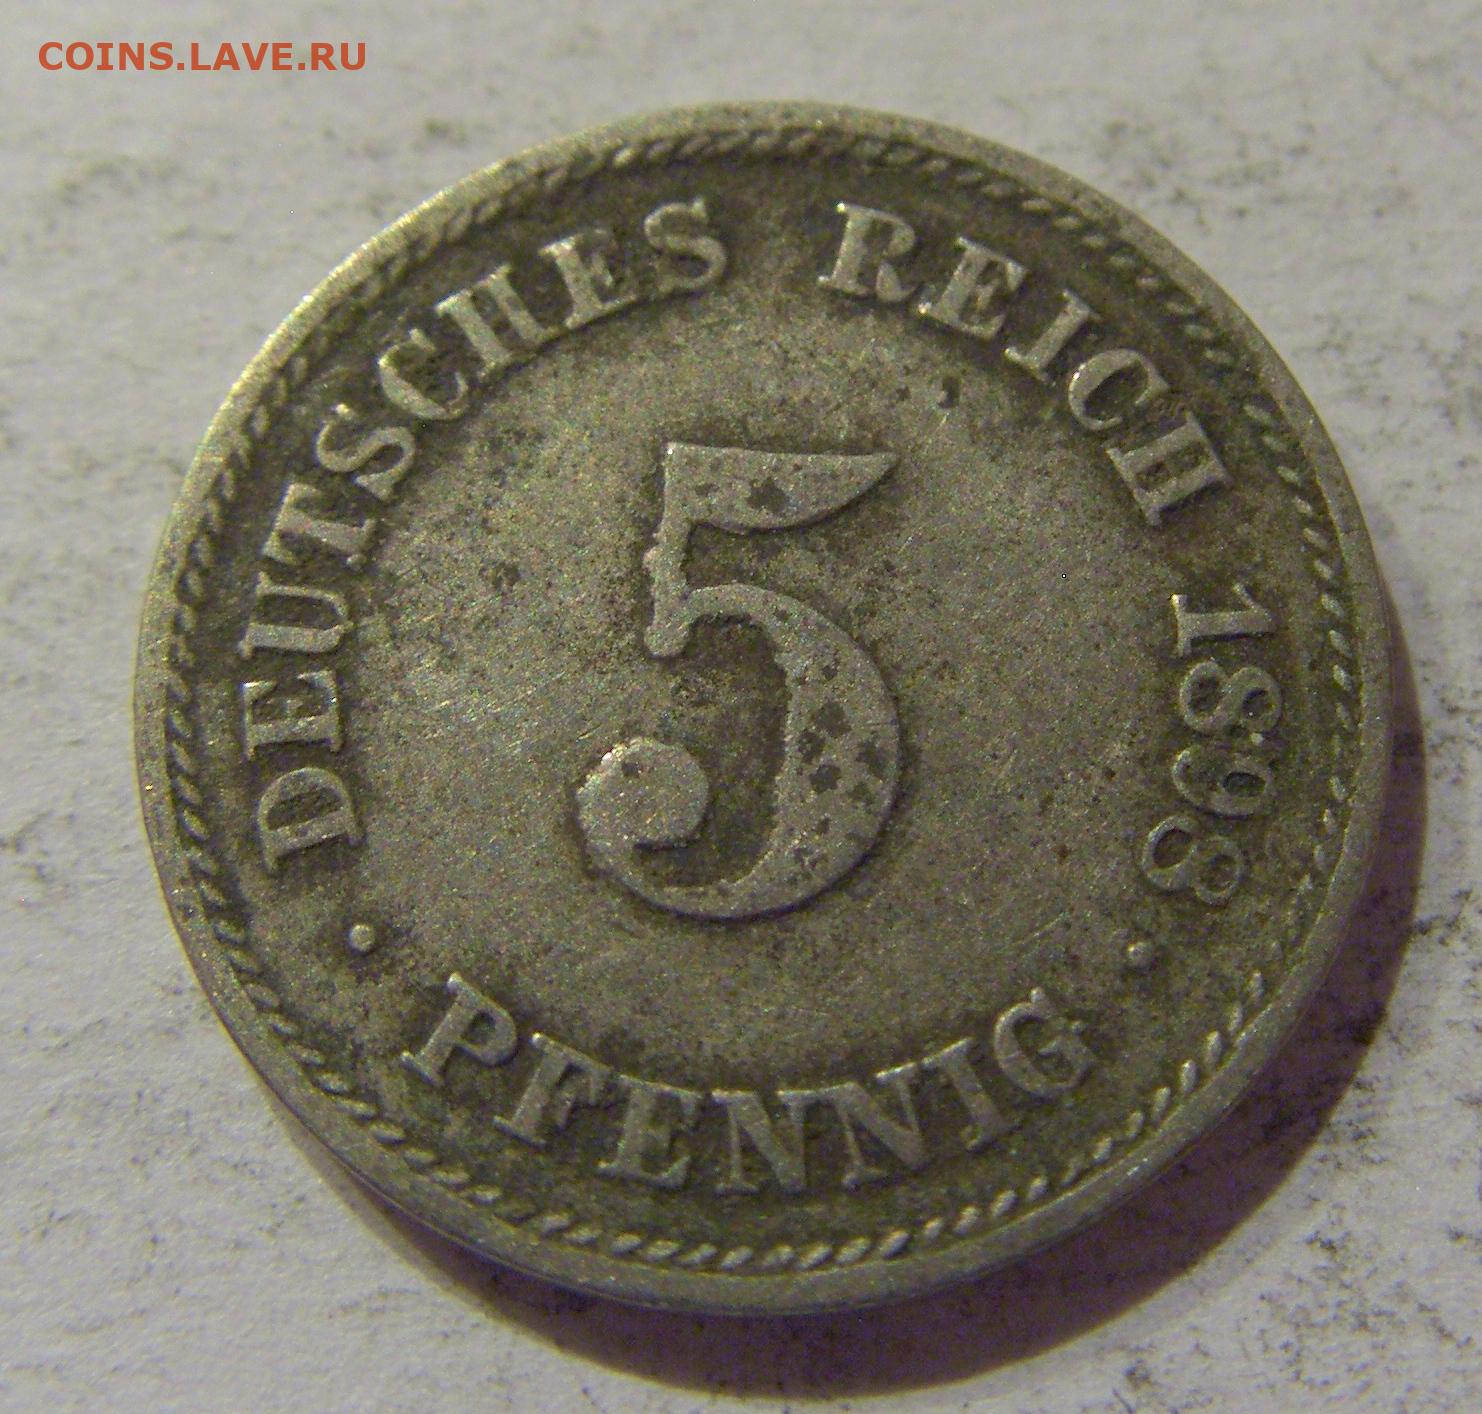 COINS.LAVE.RU
DEUTSCHES REICH 1898
5
· PFENNIG ·